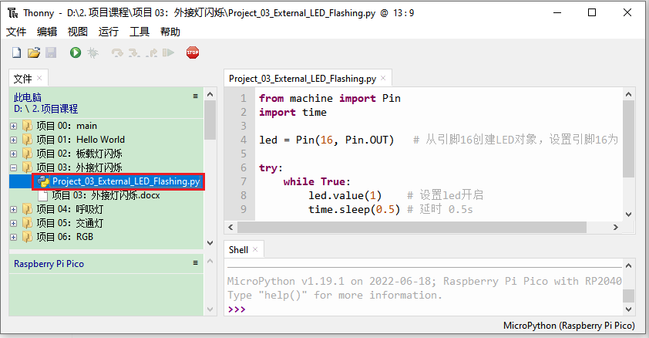 Thonny - D:\2.项目课程\项目 03：外接灯闪烁\Project_03_External_LED_Flashing.py @ 13 : 9
文件 编辑 视图 运行 工具 帮助
STOP
文件
此电脑
D: \ 2.项目课程
项目 00：main
项目 01：Hello World
项目 02：板载灯闪烁
项目 03：外接灯闪烁
Project_03_External_LED_Flashing.py
项目 03：外接灯闪烁.docx
项目 04：呼吸灯
项目 05：交通灯
项目 06：RGB
Raspberry Pi Pico
Project_03_External_LED_Flashing.py
1 from machine import Pin
2 import time
3
4 led = Pin(16, Pin.OUT) # 从引脚16创建LED对象，设置引脚16为
5
6 try:
7 while True:
8 led.value(1) # 设置led开启
9 time.sleep(0.5) # 延时 0.5s
Shell
MicroPython v1.19.1 on 2022-06-18; Raspberry Pi Pico with RP2040
Type "help()" for more information.
>>>
MicroPython (Raspberry Pi Pico)